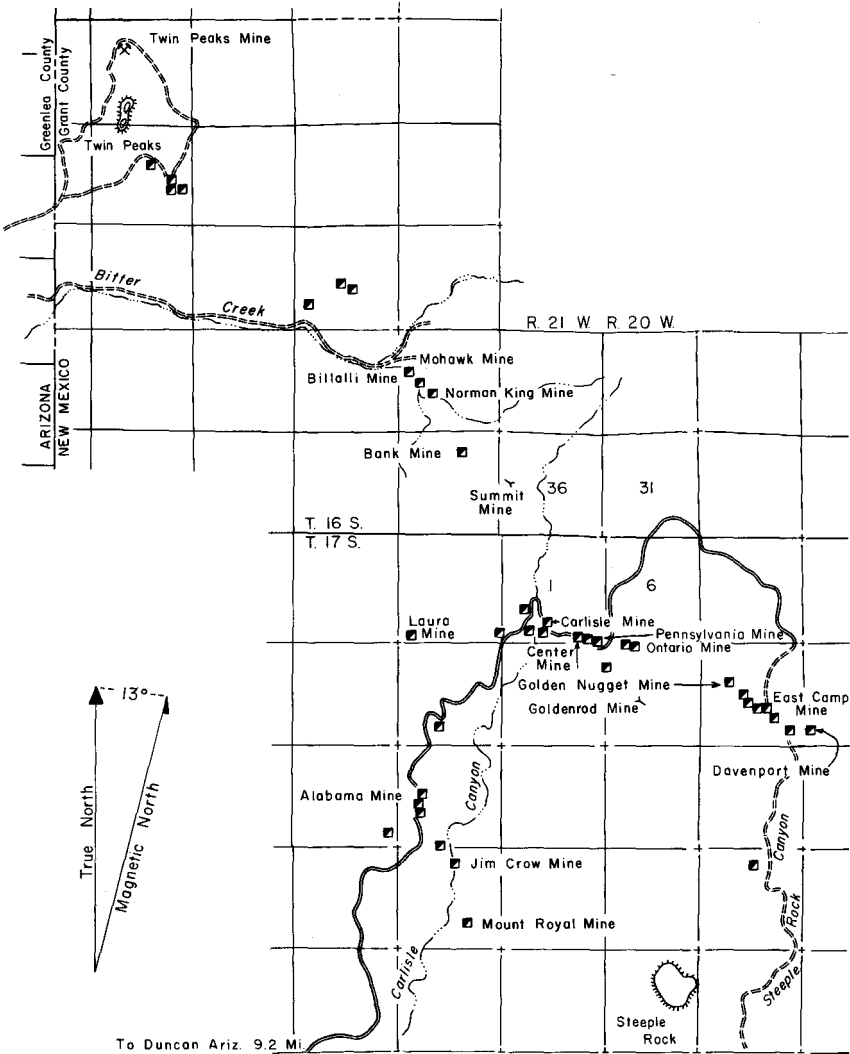 Twin Peaks Mine
Greenlea County
Grant County
Twin Peaks
Bitter
Creek
R. 21 W. R. 20 W.
Mohawk Mine
Billalli Mine
Norman King Mine
ARIZONA
NEW MEXICO
Bank Mine
Summit
Mine
36
31
T. 16 S.
T. 17 S.
1
6
Laura
Mine
Carlisle Mine
Pennsylvania Mine
Center
Mine
Ontario Mine
Golden Nugget Mine
Goldenrod Mine
East Camp
Mine
13°
True North
Magnetic North
Davenport Mine
Alabama Mine
Canyon
Canyon
Jim Crow Mine
Mount Royal Mine
Rock
Carlisle
Steeple
Steeple
Rock
To Duncan Ariz. 9.2 Mi.